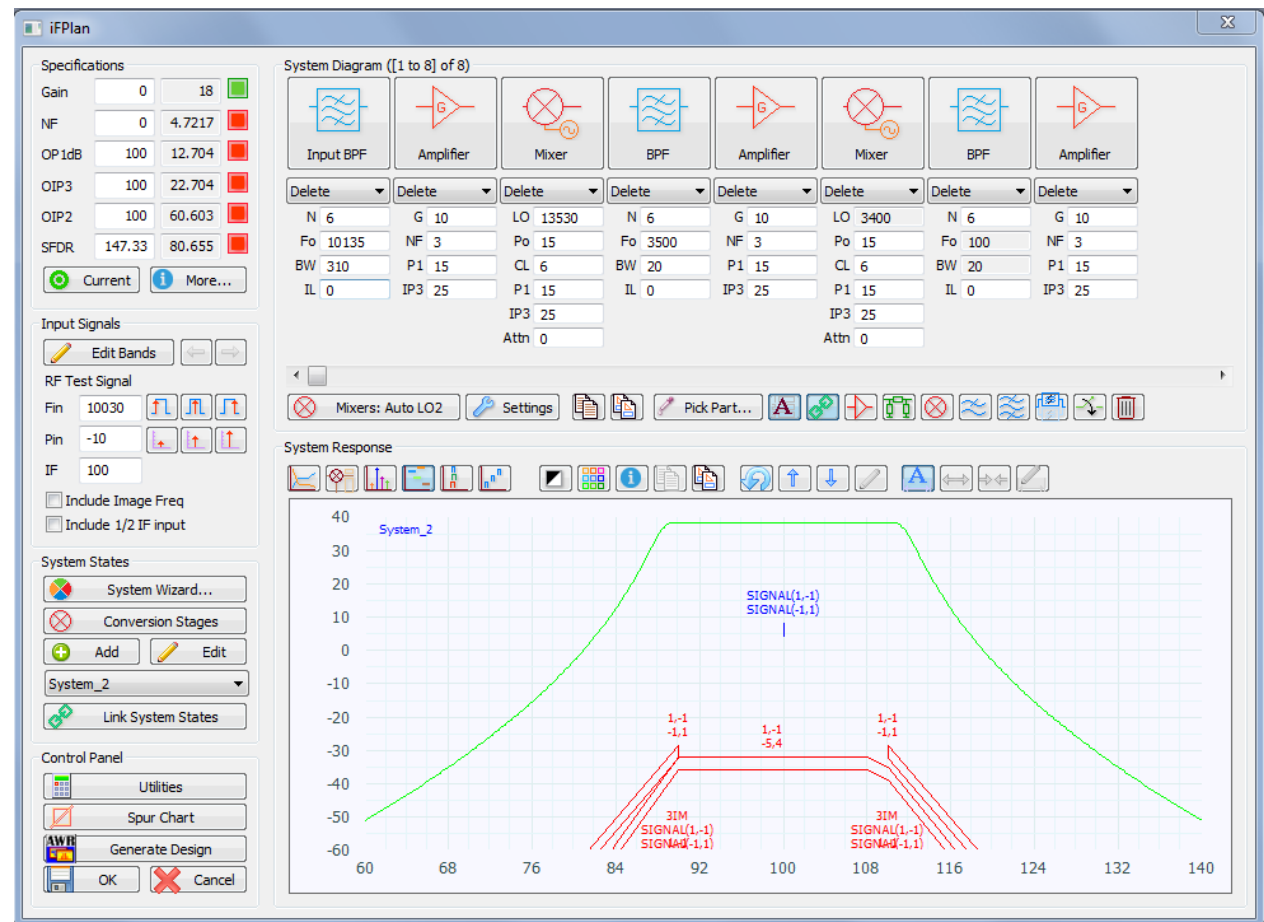 iFPlan
Specifications
Gain 0 18
NF 0 4.7217
OP1dB 100 12.704
OIP3 100 22.704
OIP2 100 60.603
SFDR 147.33 80.655
Current More...
Input Signals
Edit Bands
RF Test Signal
Fin 10030
Pin -10
IF 100
Include Image Freq
Include 1/2 IF input
System States
System Wizard...
Conversion Stages
Add Edit
System_2
Link System States
Control Panel
Utilities
Spur Chart
AWR Generate Design
OK Cancel
System Diagram ([1 to 8] of 8)
G G G
Input BPF Amplifier Mixer BPF Amplifier Mixer BPF Amplifier
Delete Delete Delete Delete Delete Delete Delete Delete
N 6 G 10 LO 13530 N 6 G 10 LO 3400 N 6 G 10
Fo 10135 NF 3 Po 15 Fo 3500 NF 3 Po 15 Fo 100 NF 3
BW 310 P1 15 CL 6 BW 20 P1 15 CL 6 BW 20 P1 15
IL 0 IP3 25 P1 15 IL 0 IP3 25 P1 15 IL 0 IP3 25
IP3 25 IP3 25
Attn 0 Attn 0
Mixers: Auto LO2 Settings Pick Part... A
System Response
A
System_2
40
30
20
10
0
-10
-20
-30
-40
-50
-60
SIGNAL(1,-1)
SIGNAL(-1,1)
1,-1
-1,1
1,-1
-5,4
1,-1
-1,1
3IM
SIGNAL(1,-1)
SIGNAL(-1,1)
3IM
SIGNAL(1,-1)
SIGNAL(-1,1)
60 68 76 84 92 100 108 116 124 132 140